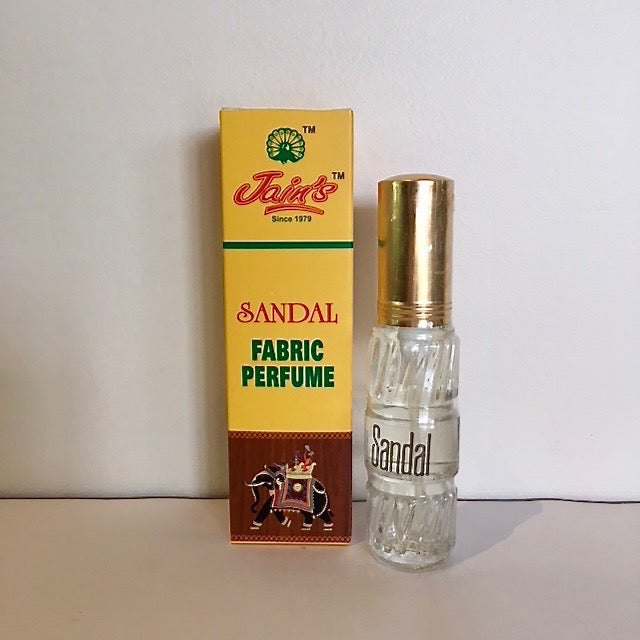 TM
Jain's TM
Since 1979
SANDAL
FABRIC
PERFUME
Sandal